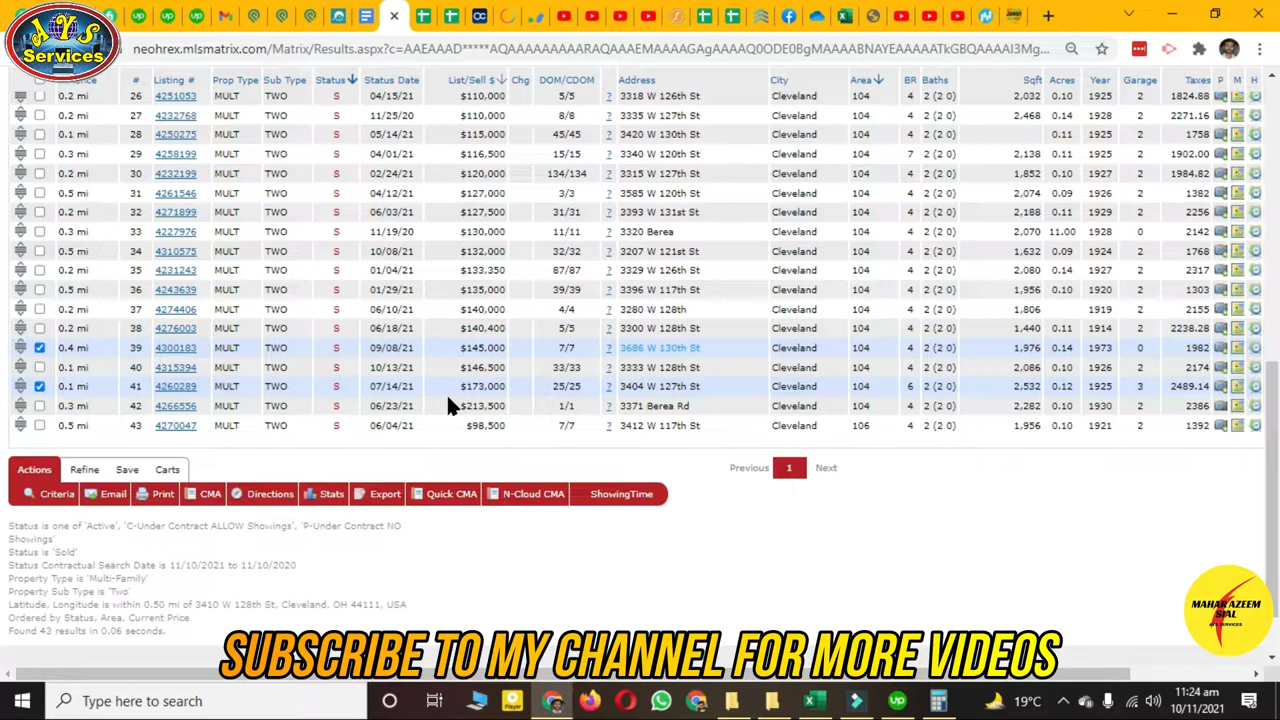 AYS
Services
neohrex.mlsmatrix.com/Matrix/Results.aspx?c=AAEAAAD*****AQAAAAAAAAARAQAAAEMAAAAGAgAAAAQ0ODE0BgMAAAABNAYEAAAAATkGBQAAAAI3Mg...
# Listing # Prop Type Sub Type Status Status Date List/Sell $ Chg DOM/CDOM Address City Area BR Baths Sqft Acres Year Garage Taxes P M H
0.2 mi 26 4251053 MULT TWO S 04/15/21 $110,000 5/5 ? 3318 W 126th St Cleveland 104 4 2 (2 0) 2,032 0.10 1925 2 1824.88
0.2 mi 27 4232768 MULT TWO S 11/25/20 $110,000 8/8 ? 3335 W 127th St Cleveland 104 4 2 (2 0) 2,468 0.14 1928 2 2271.16
0.2 mi 28 4250275 MULT TWO S 05/14/21 $115,000 45/45 ? 3420 W 130th St Cleveland 104 4 2 (2 0) 0.11 1925 2 1758
0.3 mi 29 4258199 MULT TWO S 04/01/21 $116,500 15/15 ? 3340 W 120th St Cleveland 104 7 2 (2 0) 2,138 0.11 1925 2 1902.00
0.2 mi 30 4232199 MULT TWO S 02/24/21 $120,000 134/134 ? 3315 W 127th St Cleveland 104 4 2 (2 0) 1,852 0.10 1927 2 1984.82
0.5 mi 31 4261546 MULT TWO S 04/12/21 $127,000 3/3 ? 3585 W 120th St Cleveland 104 4 2 (2 0) 2,074 0.09 1926 2 1382
0.2 mi 32 4271899 MULT TWO S 06/03/21 $127,500 31/31 ? 3393 W 131st St Cleveland 104 4 2 (2 0) 2,188 0.11 1929 2 2256
0.3 mi 33 4227976 MULT TWO S 11/19/20 $130,000 11/11 ? 3320 Berea Cleveland 104 4 2 (2 0) 2,070 11.00 1928 0 2142
0.5 mi 34 4310575 MULT TWO S 10/08/21 $132,000 32/32 ? 3207 W 121st St Cleveland 104 4 2 (2 0) 1,632 0.09 1924 2 1768
0.2 mi 35 4231243 MULT TWO S 01/04/21 $133,350 87/87 ? 3329 W 126th St Cleveland 104 4 2 (2 0) 2,080 0.14 1927 2 2317
0.5 mi 36 4243639 MULT TWO S 01/29/21 $135,000 39/39 ? 3396 W 117th St Cleveland 104 4 2 (2 0) 1,956 0.10 1920 2 1303
0.2 mi 37 4274406 MULT TWO S 06/10/21 $140,000 4/4 ? 3280 W 128th Cleveland 104 4 2 (2 0) 1,806 1919 2 2147
0.2 mi 38 4276003 MULT TWO S 06/18/21 $140,400 5/5 ? 3300 W 128th St Cleveland 104 4 2 (2 0) 1,440 0.11 1914 2 2238.28
0.4 mi 39 4300183 MULT TWO S 09/08/21 $145,000 7/7 ? 3686 W 130th St Cleveland 104 4 2 (2 0) 1,976 0.14 1973 0 1982
0.1 mi 40 4315394 MULT TWO S 10/13/21 $146,500 33/33 ? 3333 W 128th St Cleveland 104 4 2 (2 0) 2,026 0.11 1926 2 2174
0.1 mi 41 4260289 MULT TWO S 07/14/21 $173,000 25/25 ? 3404 W 127th St Cleveland 104 6 2 (2 0) 2,532 0.12 1925 3 2489.14
0.3 mi 42 4266556 MULT TWO S 06/23/21 $213,500 1/1 ? 3371 Berea Rd Cleveland 104 4 2 (2 0) 2,282 0.10 1930 2 2386
0.5 mi 43 4270047 MULT TWO S 06/04/21 $98,500 7/7 ? 3412 W 117th St Cleveland 106 4 2 (2 0) 1,956 0.10 1921 2 1392
Actions Refine Save Carts
Previous 1 Next
Criteria Email Print CMA Directions Stats Export Quick CMA N-Cloud CMA ShowingTime
Status is one of 'Active', 'C-Under Contract ALLOW Showings', 'P-Under Contract NO
Showings'
Status is 'Sold'
Status Contractual Search Date is 11/10/2021 to 11/10/2020
Property Type is 'Multi-Family'
Property Sub Type is 'Two'
Latitude, Longitude is within 0.50 mi of 3410 W 128th St, Cleveland, OH 44111, USA
Ordered by Status, Area, Current Price
Found 43 results in 0.06 seconds.
MAHAR AZEEM
SIAL
AYS SERVICES
SUBSCRIBE TO MY CHANNEL FOR MORE VIDEOS
Type here to search
19°C
11:24 am
10/11/2021